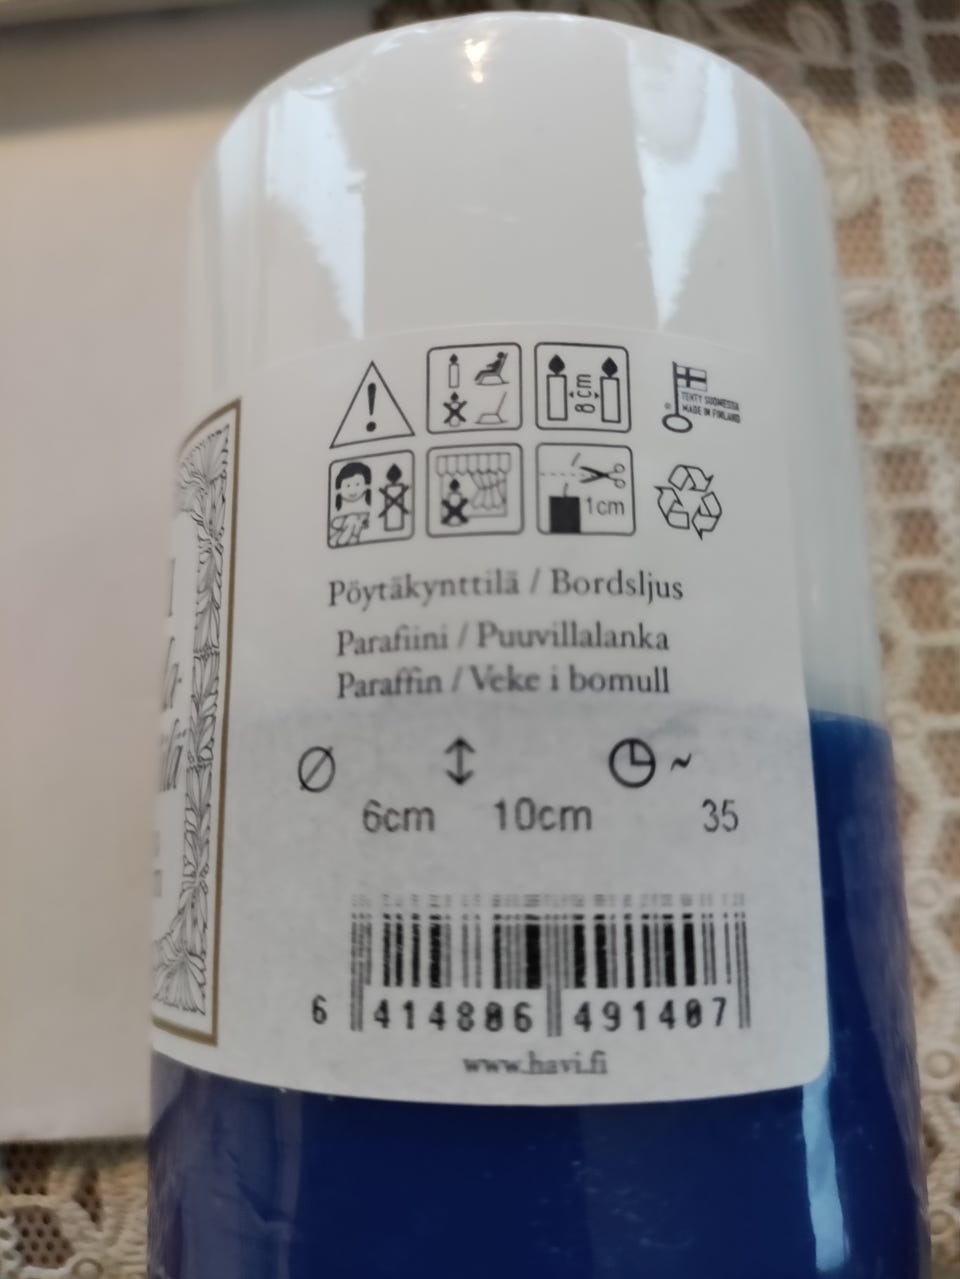 8cm
TEHTY SUOMESSA
MADE IN FINLAND
1cm
Pöytäkynttilä / Bordsljus
Parafiini / Puuvillalanka
Paraffin / Veke i bomull
Ø ↕ ~
6cm 10cm 35
6 414806 491407
www.havi.fi